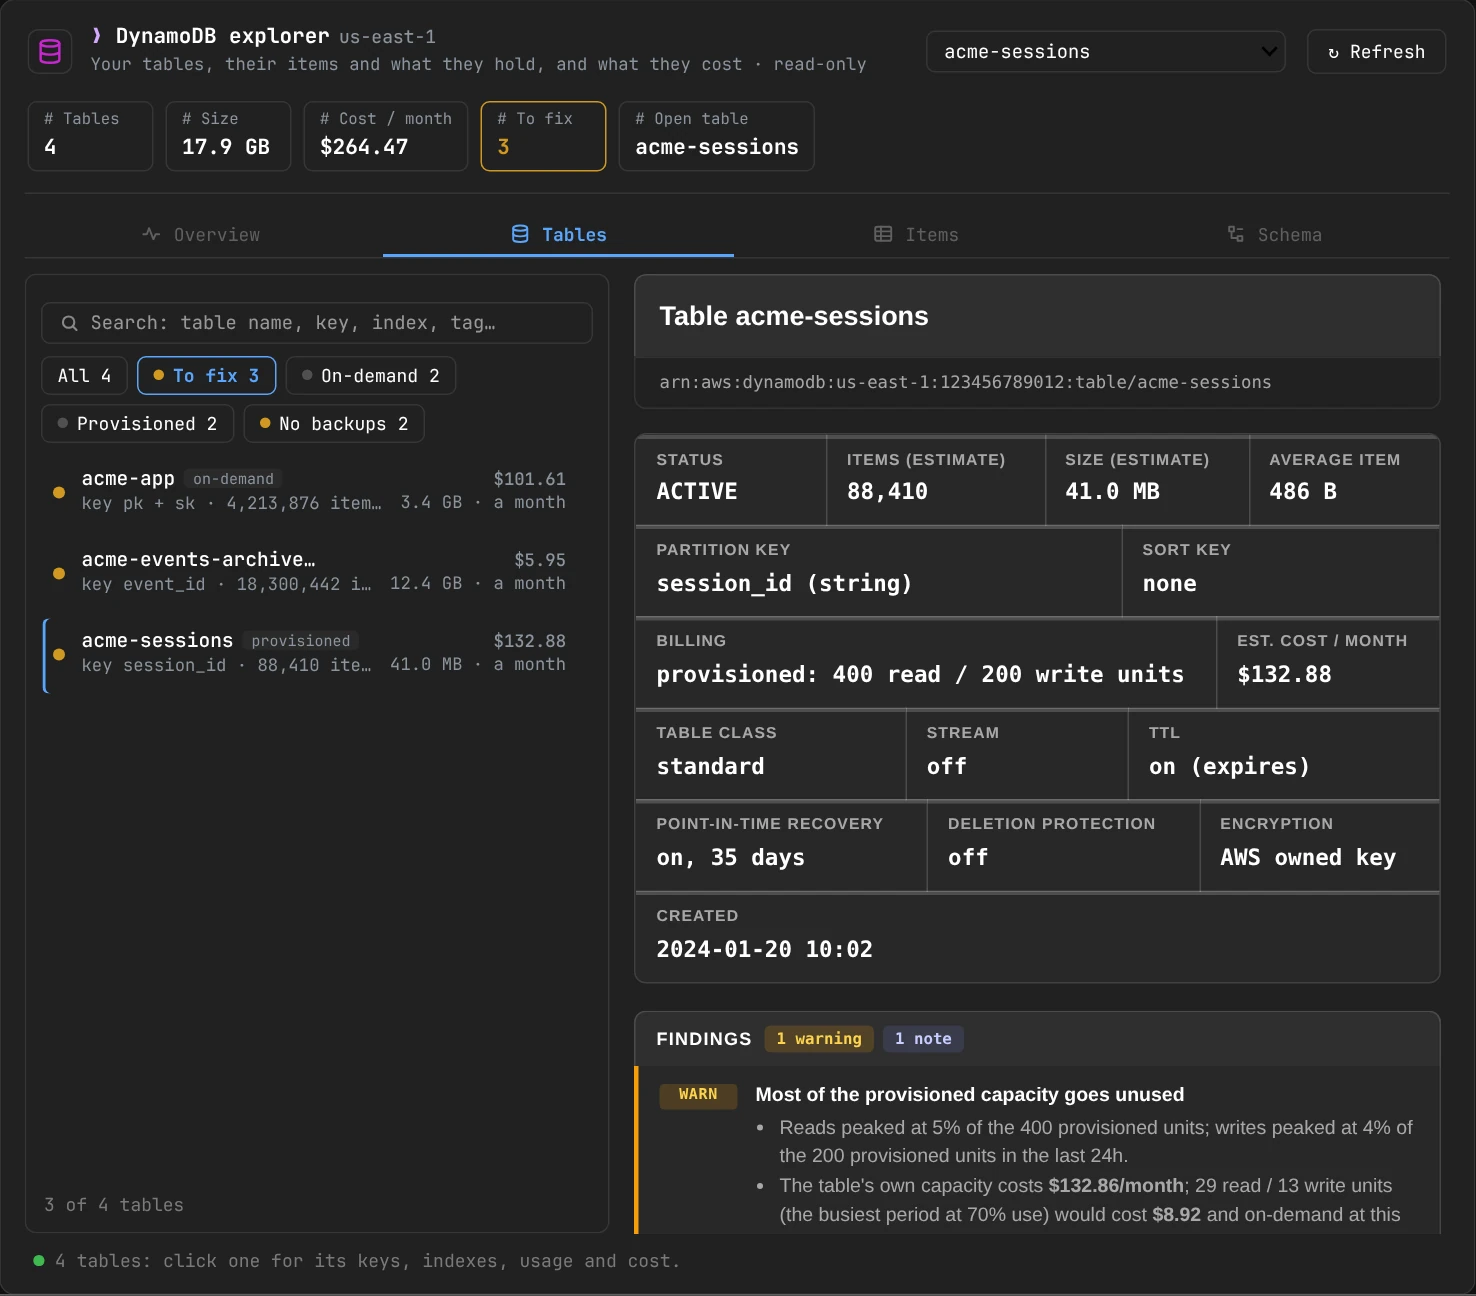 ❫ DynamoDB explorer us-east-1
Your tables, their items and what they hold, and what they cost · read-only
acme-sessions
↻ Refresh
# Tables
4
# Size
17.9 GB
# Cost / month
$264.47
# To fix
3
# Open table
acme-sessions
Overview
Tables
Items
Schema
Search: table name, key, index, tag…
All 4
To fix 3
On-demand 2
Provisioned 2
No backups 2
acme-app on-demand $101.61
key pk + sk · 4,213,876 item… 3.4 GB · a month
acme-events-archive… $5.95
key event_id · 18,300,442 i… 12.4 GB · a month
acme-sessions provisioned $132.88
key session_id · 88,410 ite… 41.0 MB · a month
3 of 4 tables
Table acme-sessions
arn:aws:dynamodb:us-east-1:123456789012:table/acme-sessions
STATUS
ACTIVE
ITEMS (ESTIMATE)
88,410
SIZE (ESTIMATE)
41.0 MB
AVERAGE ITEM
486 B
PARTITION KEY
session_id (string)
SORT KEY
none
BILLING
provisioned: 400 read / 200 write units
EST. COST / MONTH
$132.88
TABLE CLASS
standard
STREAM
off
TTL
on (expires)
POINT-IN-TIME RECOVERY
on, 35 days
DELETION PROTECTION
off
ENCRYPTION
AWS owned key
CREATED
2024-01-20 10:02
FINDINGS 1 warning 1 note
WARN Most of the provisioned capacity goes unused
• Reads peaked at 5% of the 400 provisioned units; writes peaked at 4% of
the 200 provisioned units in the last 24h.
• The table's own capacity costs $132.86/month; 29 read / 13 write units
(the busiest period at 70% use) would cost $8.92 and on-demand at this
4 tables: click one for its keys, indexes, usage and cost.